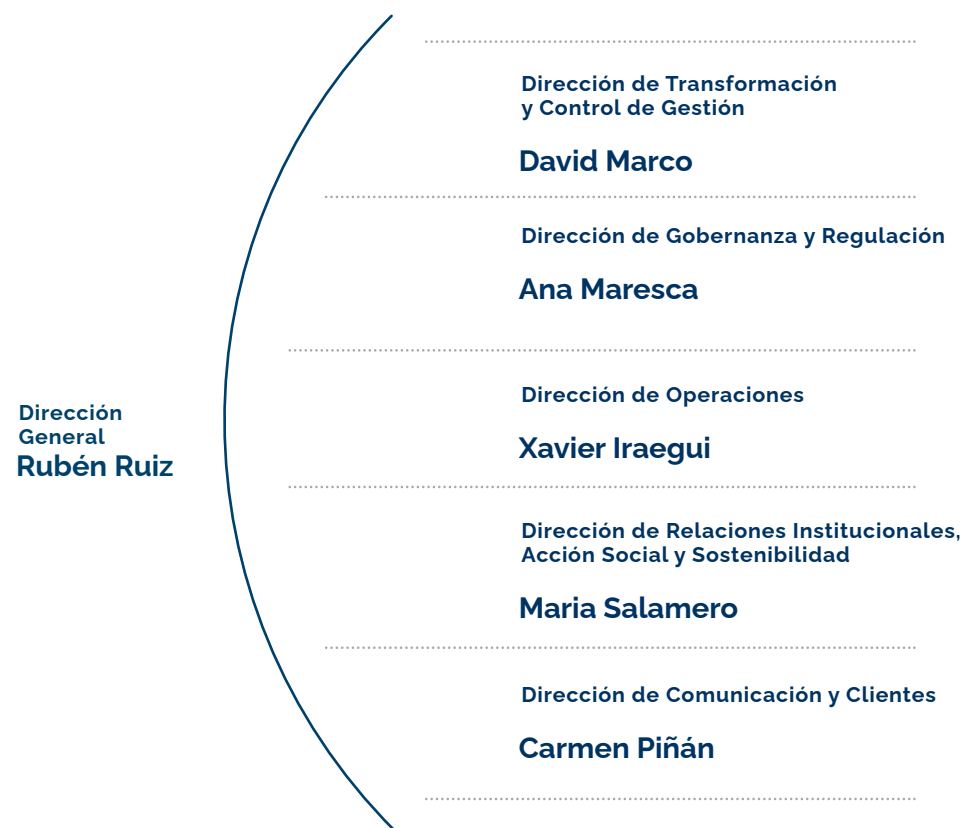 Dirección de Transformación
y Control de Gestión
David Marco
Dirección de Gobernanza y Regulación
Ana Maresca
Dirección
General
Rubén Ruiz
Dirección de Operaciones
Xavier Iraegui
Dirección de Relaciones Institucionales,
Acción Social y Sostenibilidad
Maria Salamero
Dirección de Comunicación y Clientes
Carmen Piñán